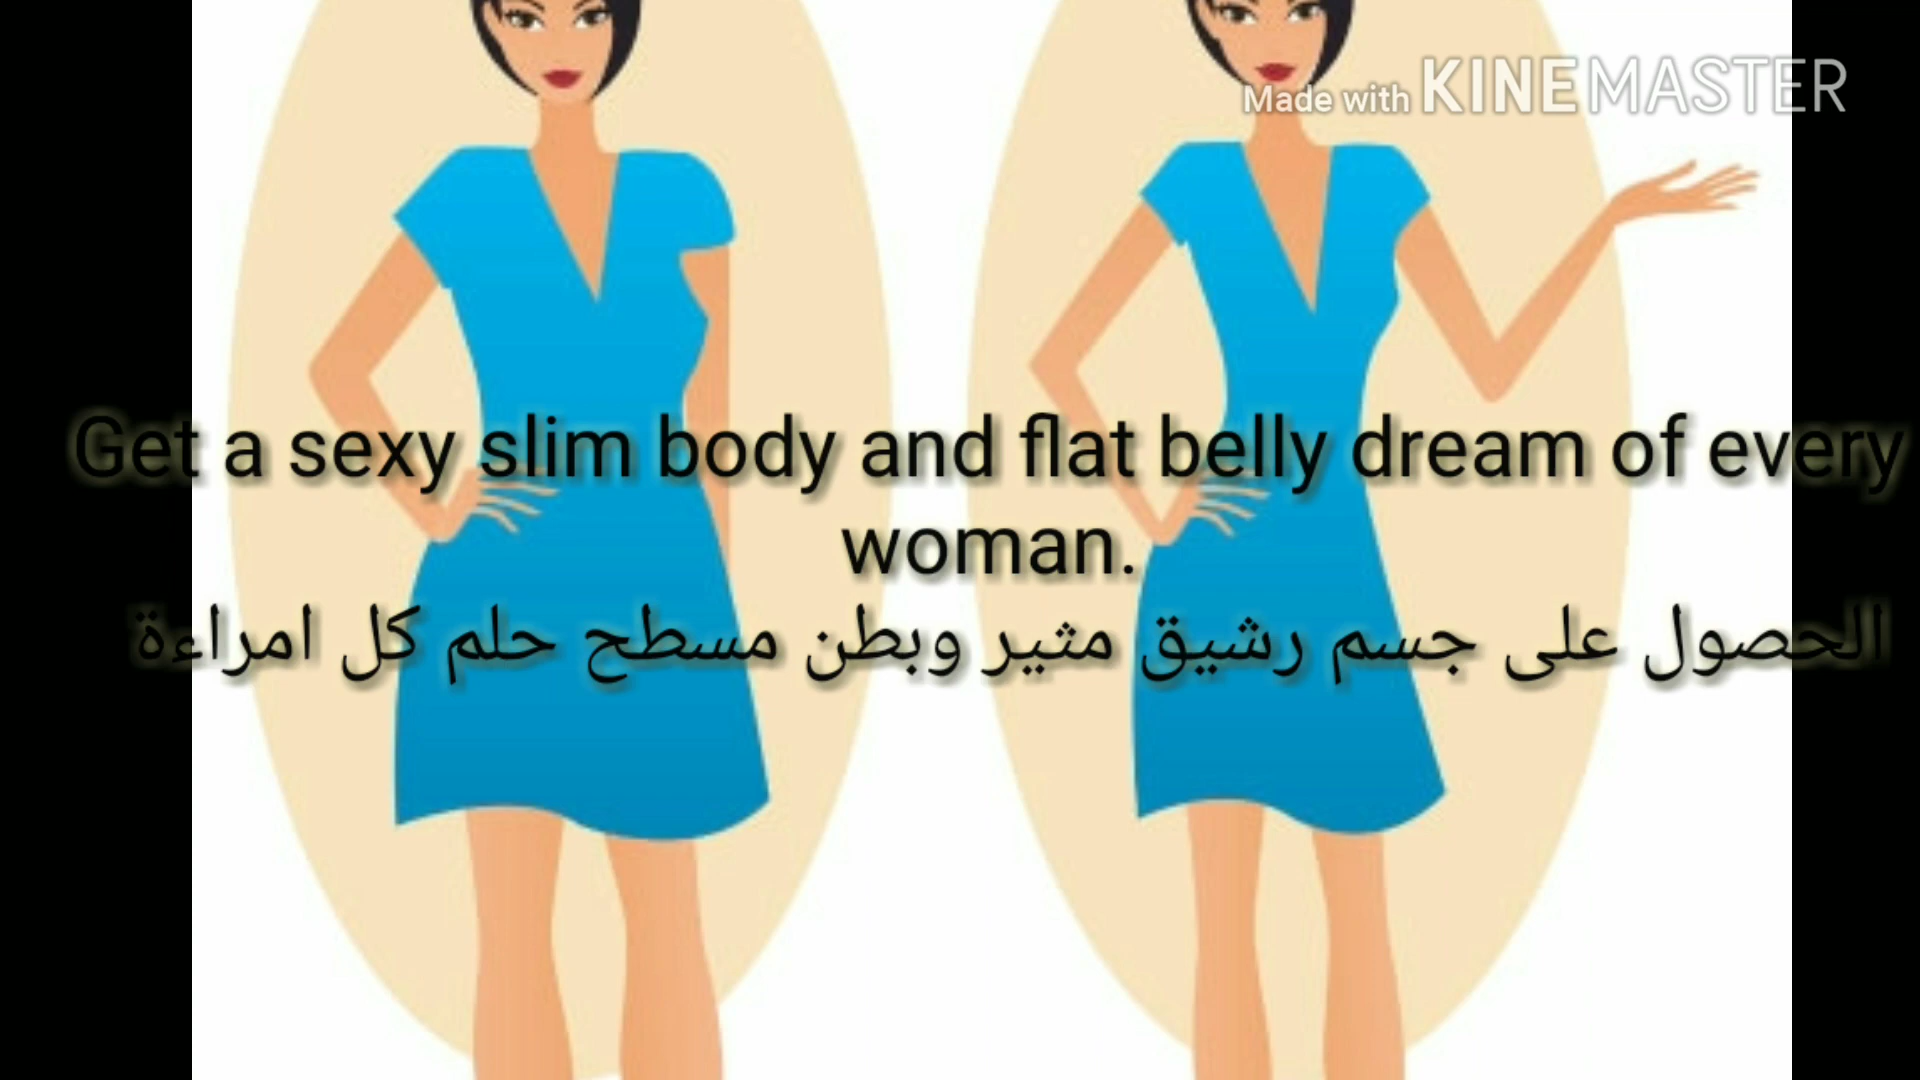 Made with KINEMASTER
Get a sexy slim body and flat belly dream of every
woman.
الحصول على جسم رشيق مثير وبطن مسطح حلم كل امراءة